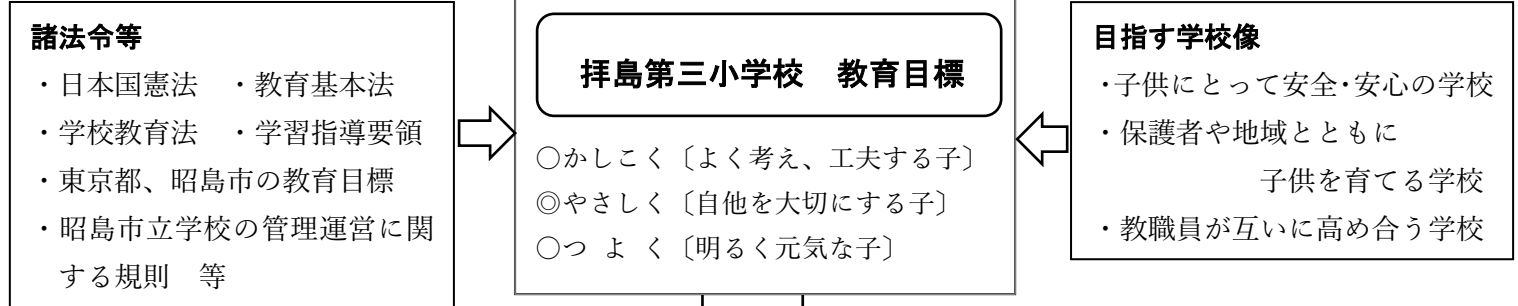 諸法令等
・日本国憲法　・教育基本法
・学校教育法　・学習指導要領
・東京都、昭島市の教育目標
・昭島市立学校の管理運営に関
する規則　等
拝島第三小学校　教育目標
○かしこく〔よく考え、工夫する子〕
◎やさしく〔自他を大切にする子〕
○つ　よ　く〔明るく元気な子〕
目指す学校像
・子供にとって安全・安心の学校
・保護者や地域とともに
子供を育てる学校
・教職員が互いに高め合う学校